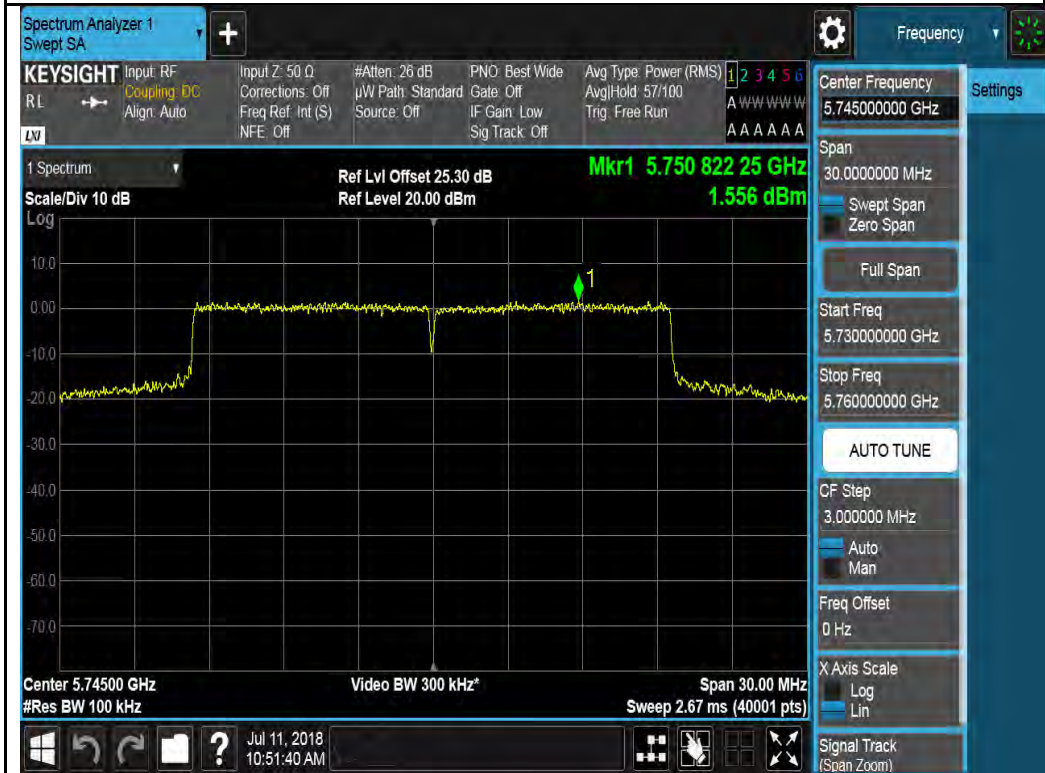 Spectrum Analyzer 1
Swept SA
+
Frequency
KEYSIGHT
RL
LXI
Input: RF
Coupling: DC
Align: Auto
Input Z: 50 Ω
Corrections: Off
Freq Ref: Int (S)
NFE: Off
#Atten: 26 dB
µW Path: Standard
Source: Off
PNO: Best Wide
Gate: Off
IF Gain: Low
Sig Track: Off
Avg Type: Power (RMS)
Avg|Hold: 57/100
Trig: Free Run
1 2 3 4 5 6
A W W W W W
A A A A A A
1 Spectrum
Scale/Div 10 dB
Ref Lvl Offset 25.30 dB
Ref Level 20.00 dBm
Mkr1 5.750 822 25 GHz
1.556 dBm
Log
10.0
0.00
-10.0
-20.0
-30.0
-40.0
-50.0
-60.0
-70.0
1
Center 5.74500 GHz
#Res BW 100 kHz
Video BW 300 kHz*
Span 30.00 MHz
Sweep 2.67 ms (40001 pts)
?
Jul 11, 2018
10:51:40 AM
Center Frequency
5.745000000 GHz
Span
30.0000000 MHz
Swept Span
Zero Span
Full Span
Start Freq
5.730000000 GHz
Stop Freq
5.760000000 GHz
AUTO TUNE
CF Step
3.000000 MHz
Auto
Man
Freq Offset
0 Hz
X Axis Scale
Log
Lin
Signal Track
(Span Zoom)
Settings